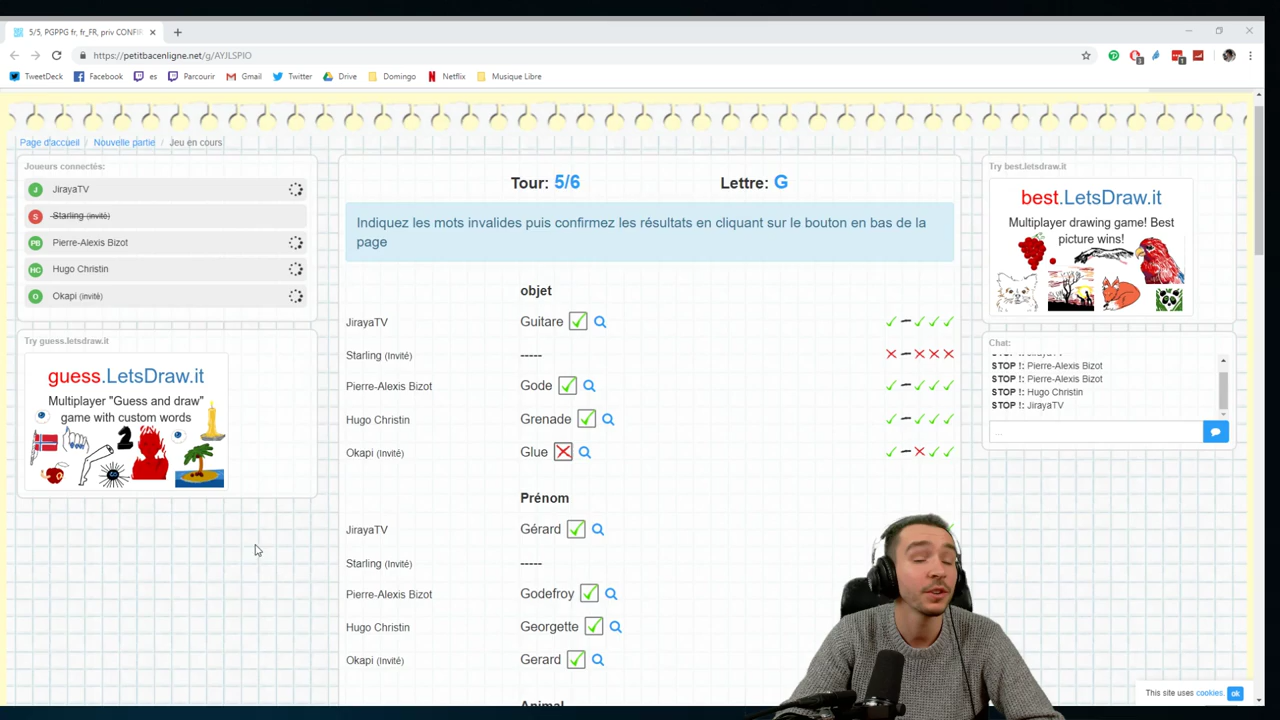 5/5, PGPPG fr, fr_FR, priv CONFIR
https://petitbacenligne.net/g/AYJLSPIO
TweetDeck Facebook es Parcourir Gmail Twitter Drive Domingo Netflix Musique Libre
Page d'accueil / Nouvelle partie / Jeu en cours
Joueurs connectés:
J JirayaTV
S Starling (invité)
PB Pierre-Alexis Bizot
HC Hugo Christin
O Okapi (invité)
Try guess.letsdraw.it
guess.LetsDraw.it
Multiplayer "Guess and draw"
game with custom words
2
Tour: 5/6 Lettre: G
Indiquez les mots invalides puis confirmez les résultats en cliquant sur le bouton en bas de la
page
objet
JirayaTV Guitare
Starling (Invité) -----
Pierre-Alexis Bizot Gode
Hugo Christin Grenade
Okapi (Invité) Glue
Prénom
JirayaTV Gérard
Starling (Invité) -----
Pierre-Alexis Bizot Godefroy
Hugo Christin Georgette
Okapi (Invité) Gerard
Animal
Try best.letsdraw.it
best.LetsDraw.it
Multiplayer drawing game! Best
picture wins!
Chat:
STOP !: JirayaTV
STOP !: Pierre-Alexis Bizot
STOP !: Pierre-Alexis Bizot
STOP !: Hugo Christin
STOP !: JirayaTV
...
This site uses cookies. ok